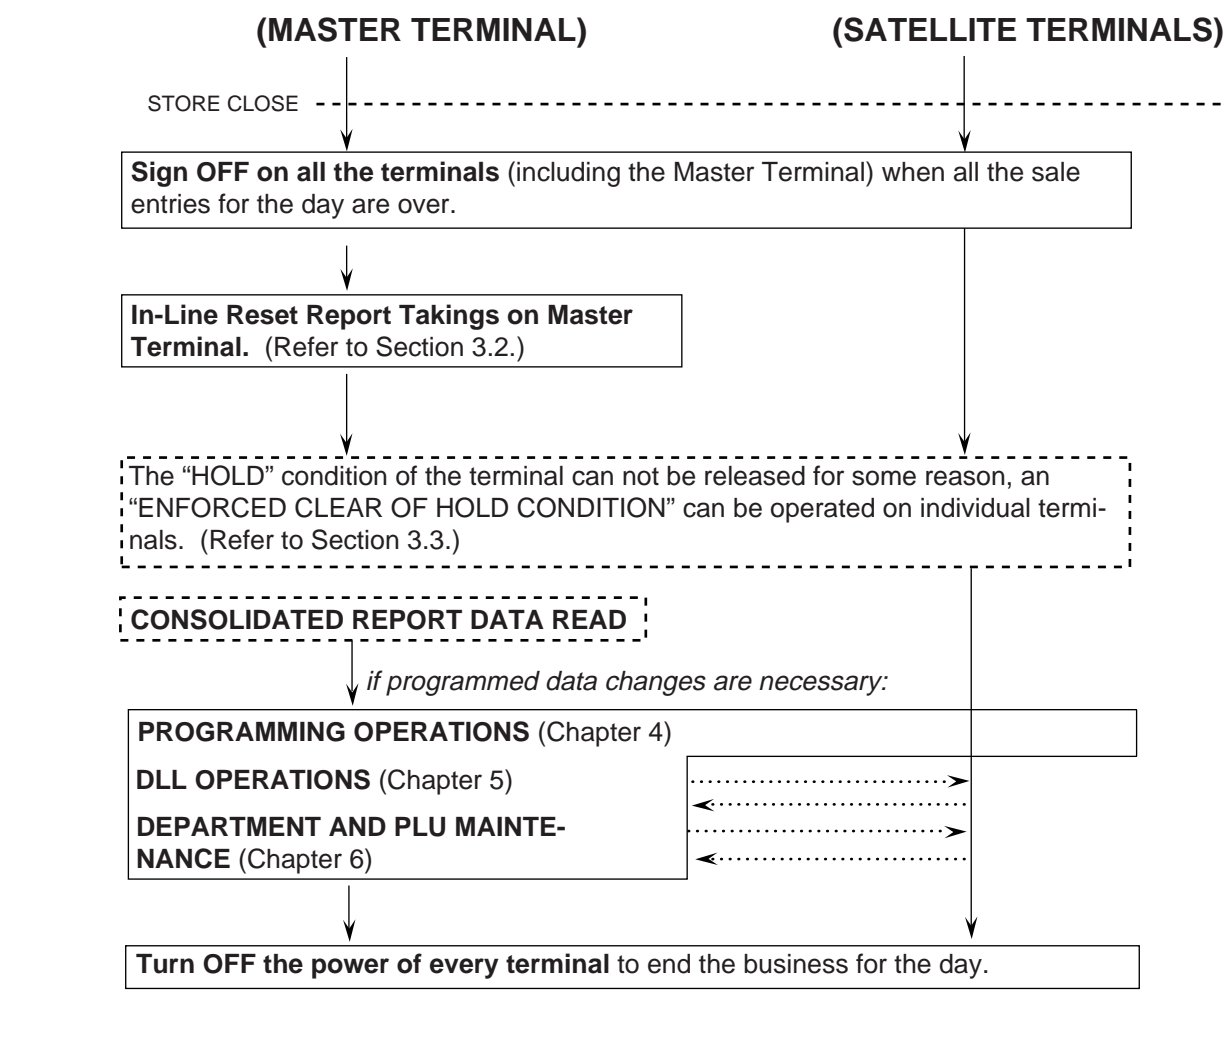 (MASTER TERMINAL) (SATELLITE TERMINALS)
STORE CLOSE
Sign OFF on all the terminals (including the Master Terminal) when all the sale
entries for the day are over.
In-Line Reset Report Takings on Master
Terminal. (Refer to Section 3.2.)
The “HOLD” condition of the terminal can not be released for some reason, an
“ENFORCED CLEAR OF HOLD CONDITION” can be operated on individual termi-
nals. (Refer to Section 3.3.)
CONSOLIDATED REPORT DATA READ
if programmed data changes are necessary:
PROGRAMMING OPERATIONS (Chapter 4)
DLL OPERATIONS (Chapter 5)
DEPARTMENT AND PLU MAINTE-
NANCE (Chapter 6)
Turn OFF the power of every terminal to end the business for the day.